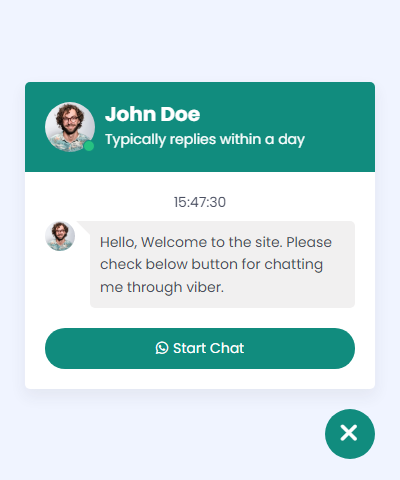 John Doe
Typically replies within a day
15:47:30
Hello, Welcome to the site. Please
check below button for chatting
me through viber.
Start Chat